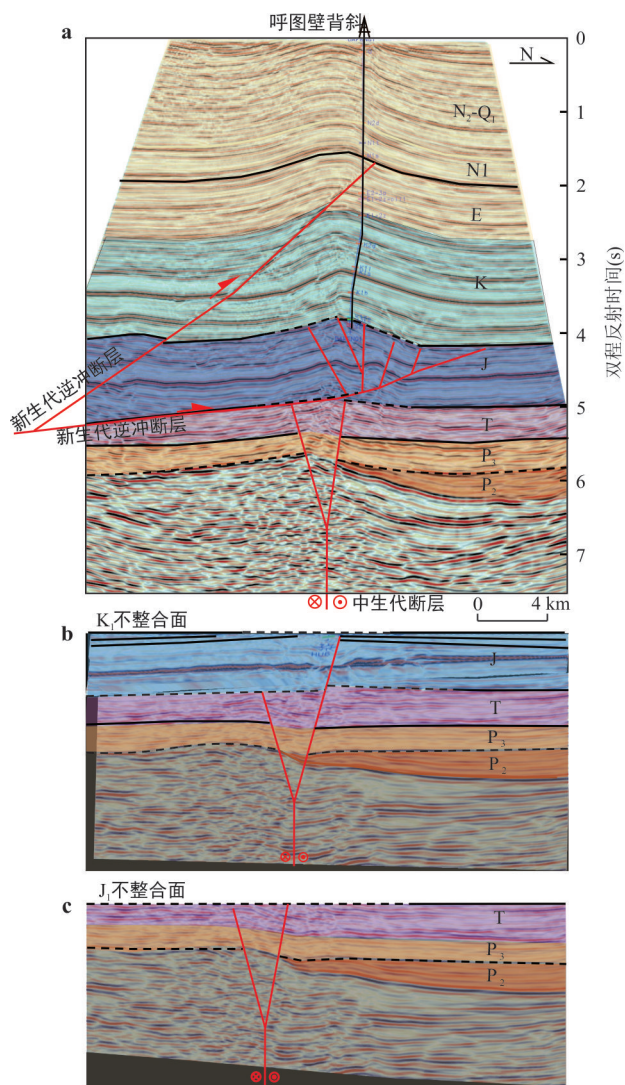 呼图壁背斜
a
0
N
1
N₂-Q₁
N1
2
E
3
K
双程反射时间(s)
4
J
新生代逆冲断层
5
新生代逆冲断层
T
P₃
6
P₂
7
中生代断层
0 4 km
K₁不整合面
b
J
T
P₃
P₂
J₁不整合面
c
T
P₃
P₂